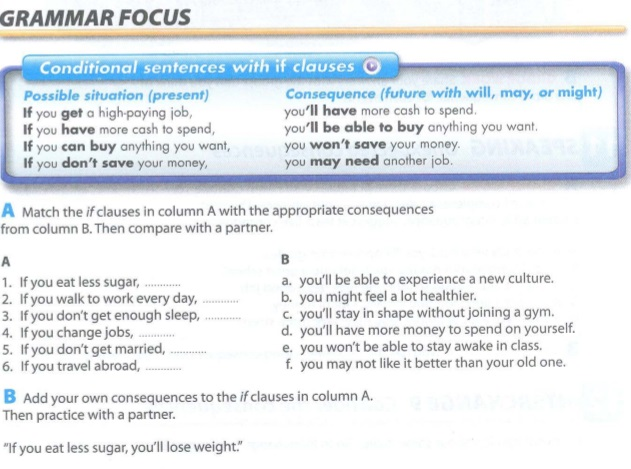 GRAMMAR FOCUS
Conditional sentences with if clauses
Possible situation (present)
Consequence (future with will, may, or might)
If you get a high-paying job,
you'll have more cash to spend.
If you have more cash to spend,
you'll be able to buy anything you want.
If you can buy anything you want,
you won't save your money.
If you don't save your money,
you may need another job.
A Match the if clauses in column A with the appropriate consequences
from column B. Then compare with a partner.
A
1. If you eat less sugar, ............
2. If you walk to work every day, ............
3. If you don't get enough sleep, ............
4. If you change jobs, ............
5. If you don't get married, ............
6. If you travel abroad, ............
B
a. you'll be able to experience a new culture.
b. you might feel a lot healthier.
c. you'll stay in shape without joining a gym.
d. you'll have more money to spend on yourself.
e. you won't be able to stay awake in class.
f. you may not like it better than your old one.
B Add your own consequences to the if clauses in column A.
Then practice with a partner.
"If you eat less sugar, you'll lose weight."